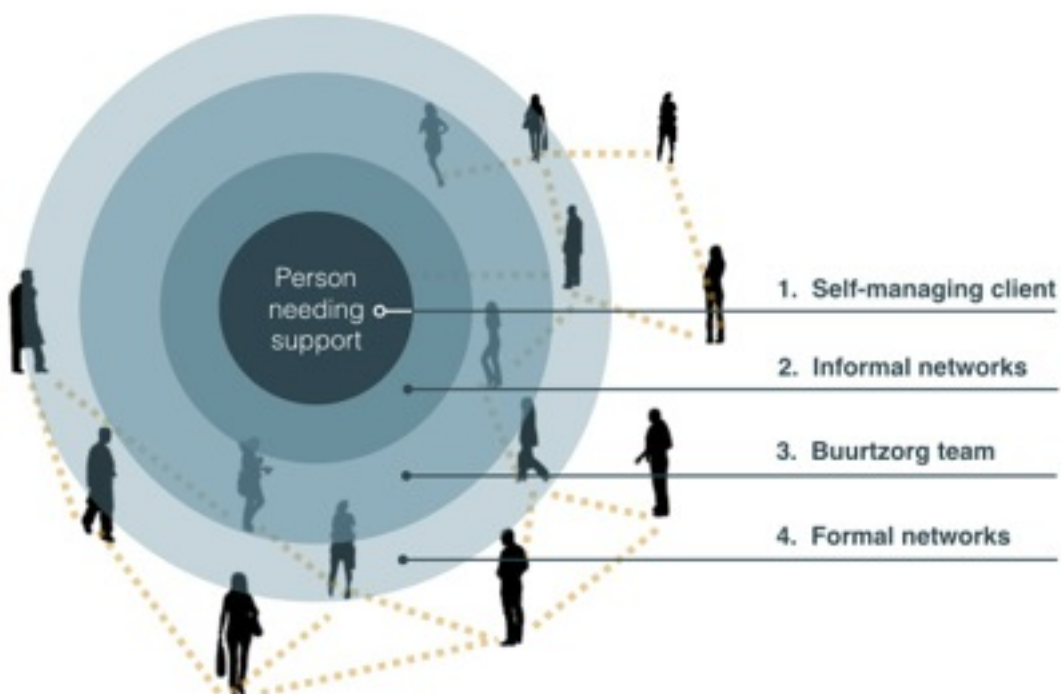 Person
needing
support
1. Self-managing client
2. Informal networks
3. Buurtzorg team
4. Formal networks